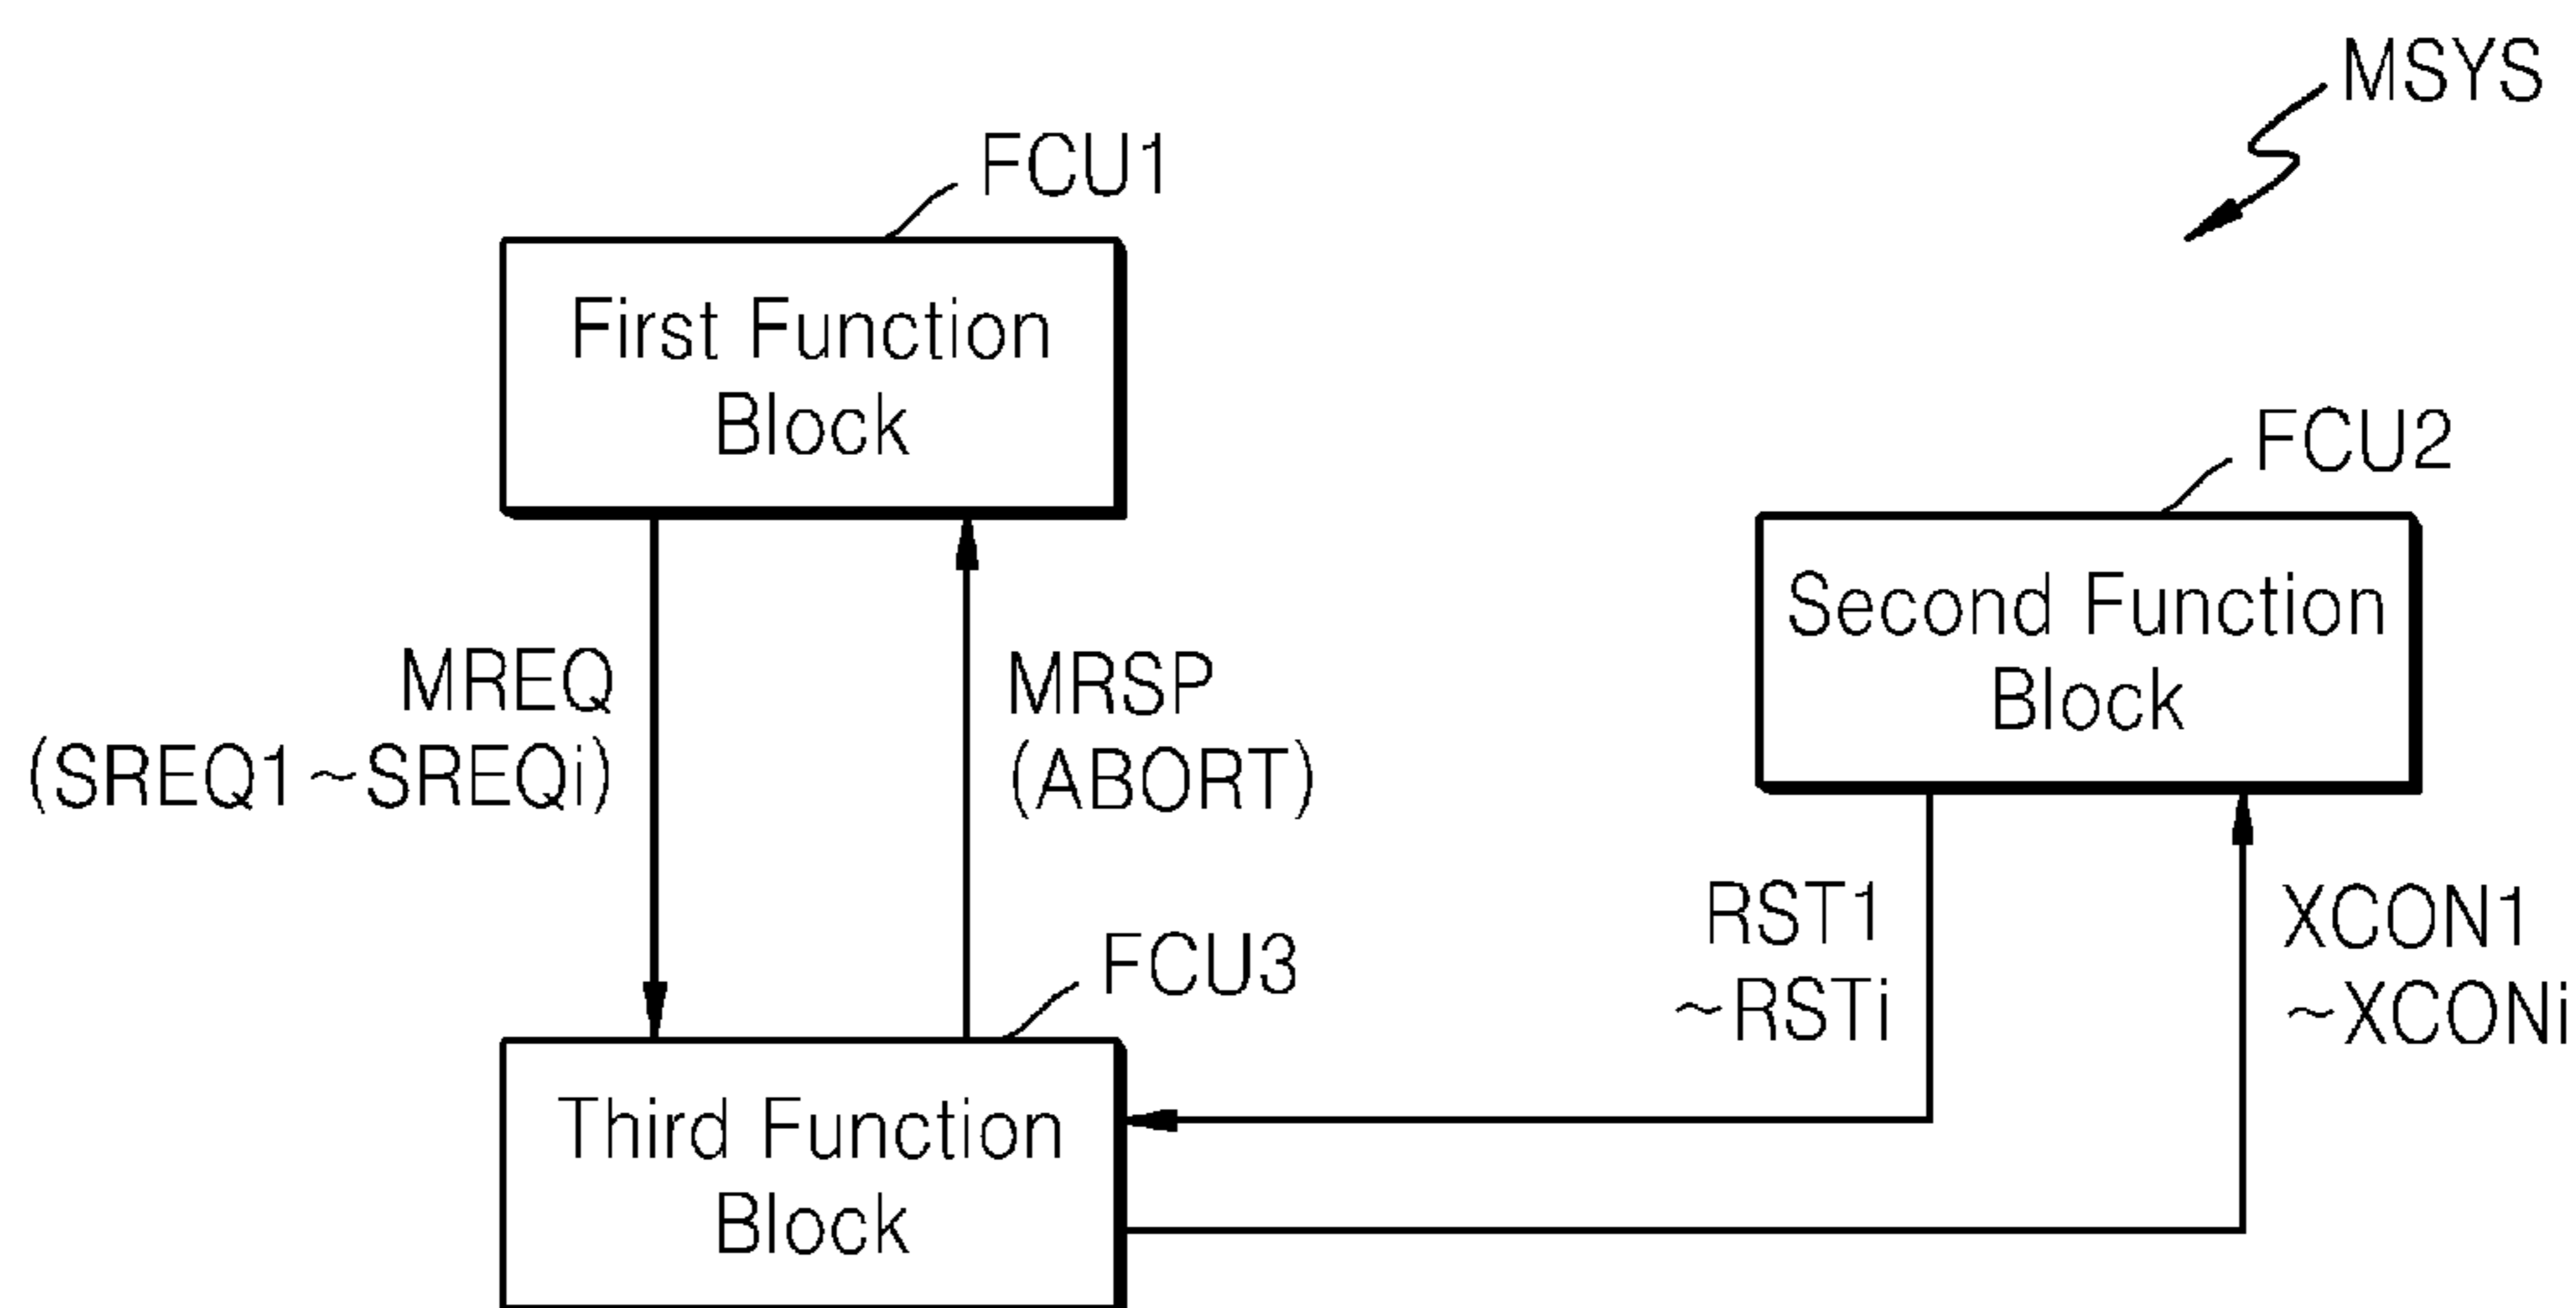 MSYS
FCU1
First Function
Block
FCU2
Second Function
Block
MREQ
(SREQ1~SREQi)
MRSP
(ABORT)
RST1
~RSTi
XCON1
~XCONi
FCU3
Third Function
Block